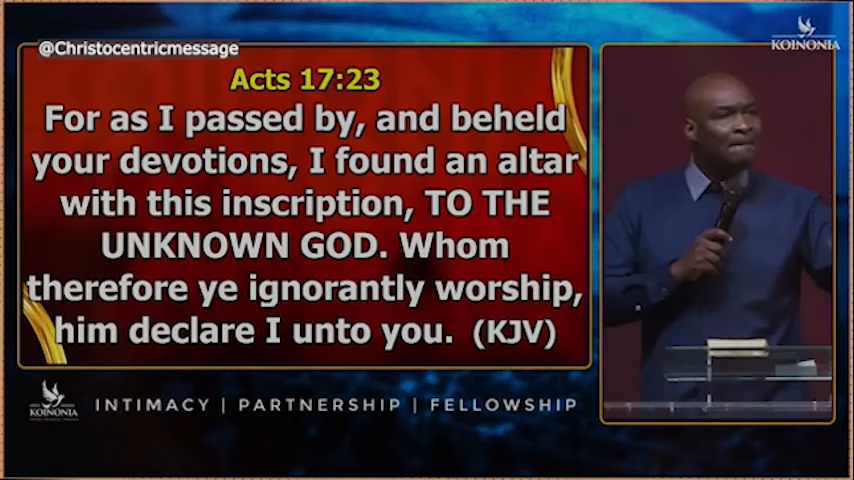 @Christocentricmessage
KOINONIA
Acts 17:23
For as I passed by, and beheld
your devotions, I found an altar
with this inscription, TO THE
UNKNOWN GOD. Whom
therefore ye ignorantly worship,
him declare I unto you. (KJV)
KOINONIA
INTIMACY | PARTNERSHIP | FELLOWSHIP